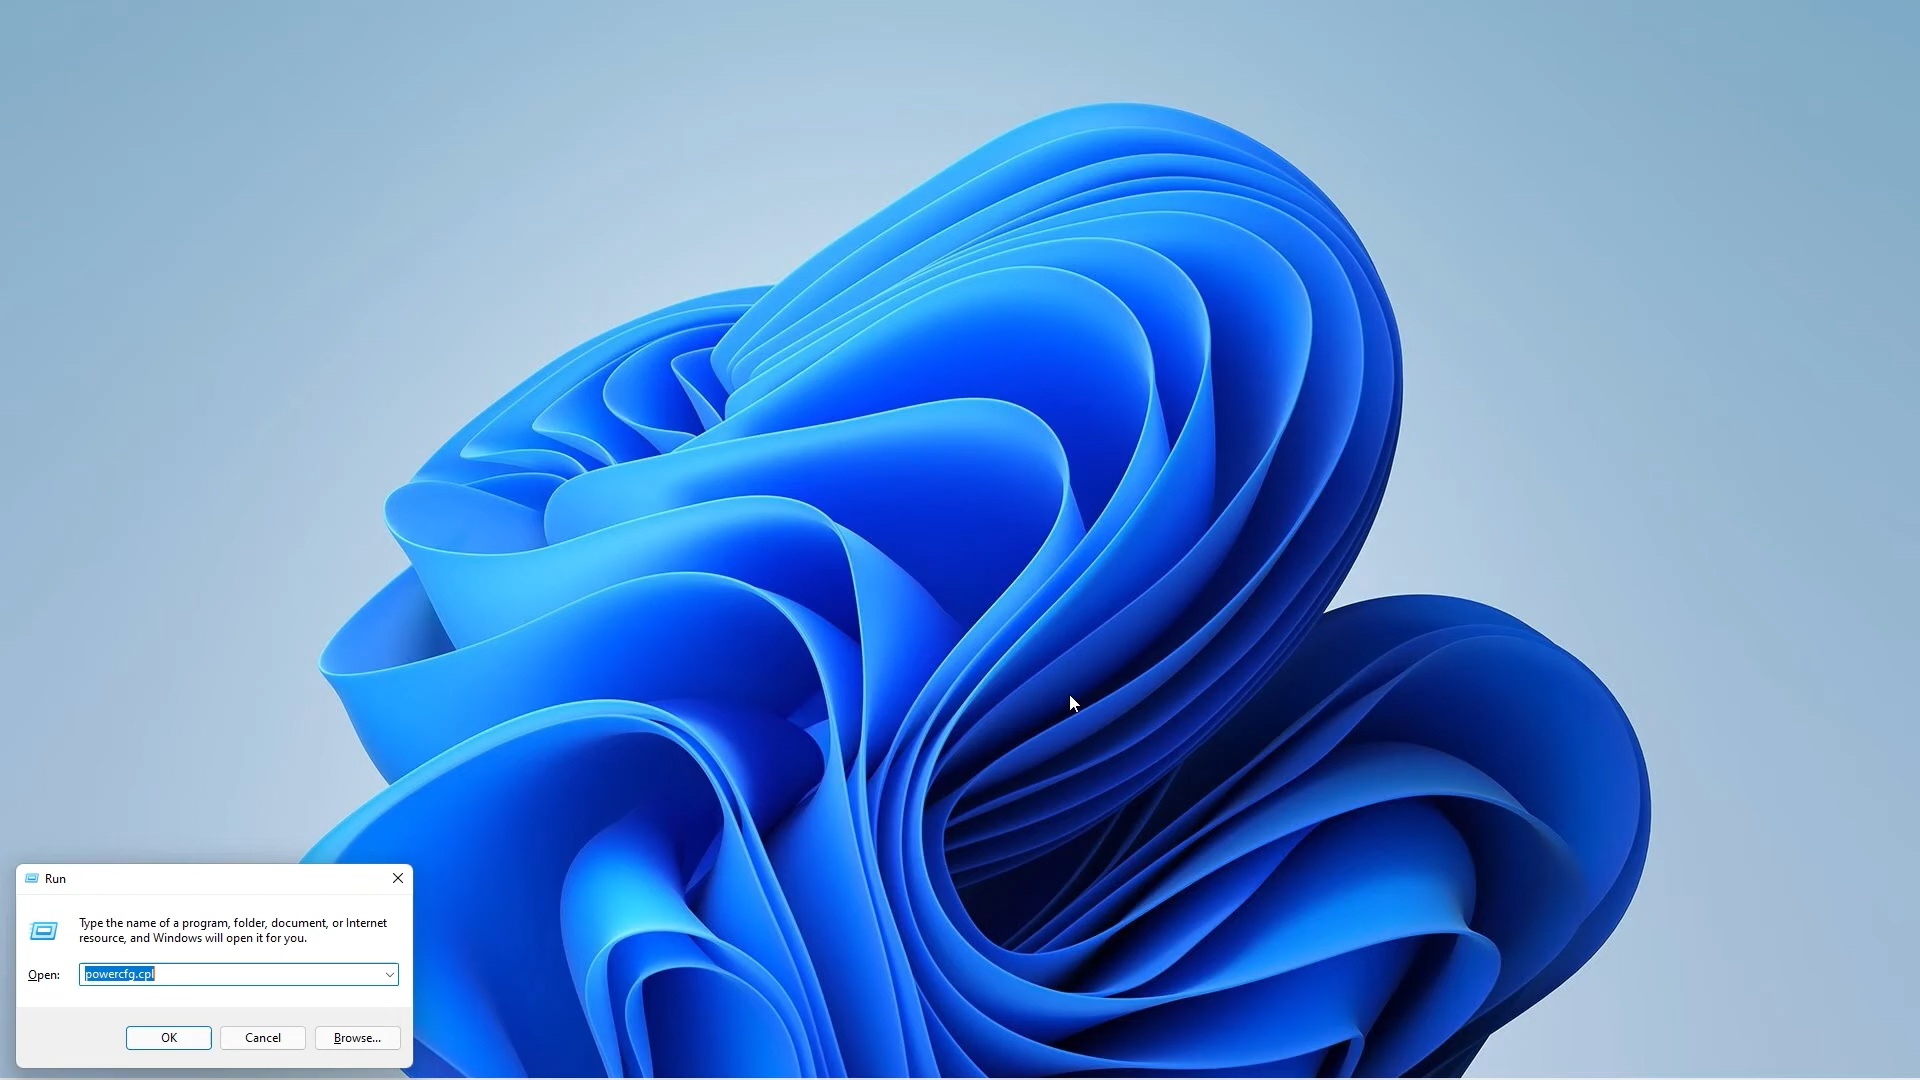 Run
Type the name of a program, folder, document, or Internet
resource, and Windows will open it for you.
Open: powercfg.cpl
OK Cancel Browse...